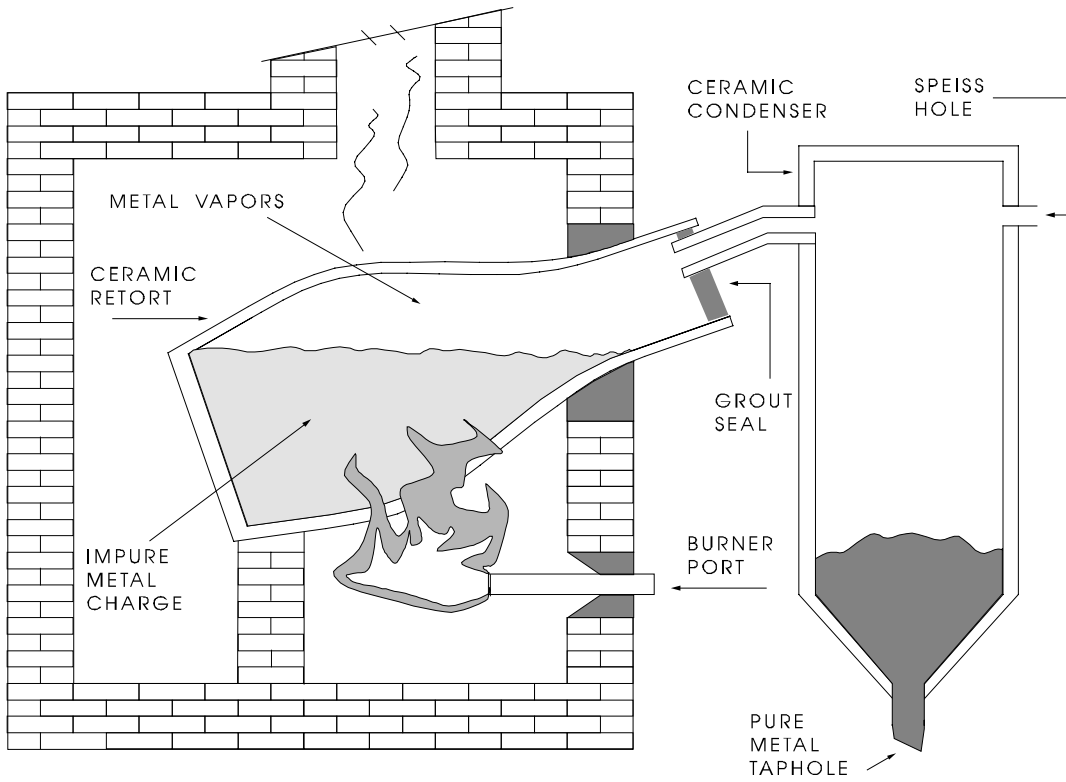 CERAMIC
CONDENSER
SPEISS
HOLE
METAL VAPORS
CERAMIC
RETORT
GROUT
SEAL
IMPURE
METAL
CHARGE
BURNER
PORT
PURE
METAL
TAPHOLE